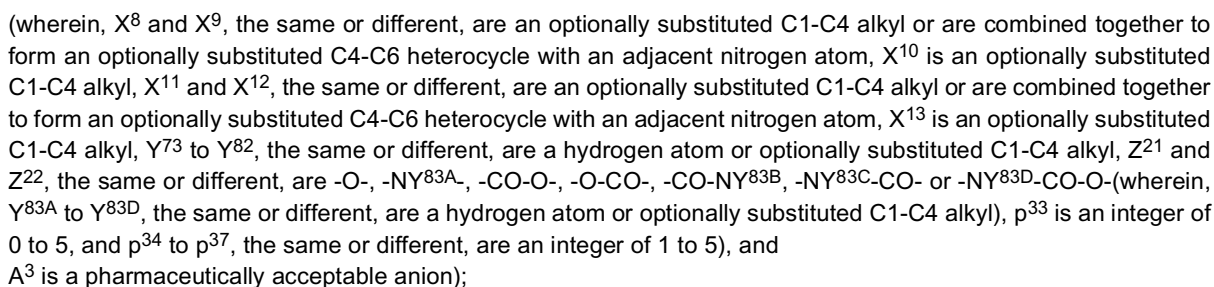 (wherein, X⁸ and X⁹, the same or different, are an optionally substituted C1-C4 alkyl or are combined together to
form an optionally substituted C4-C6 heterocycle with an adjacent nitrogen atom, X¹⁰ is an optionally substituted
C1-C4 alkyl, X¹¹ and X¹², the same or different, are an optionally substituted C1-C4 alkyl or are combined together
to form an optionally substituted C4-C6 heterocycle with an adjacent nitrogen atom, X¹³ is an optionally substituted
C1-C4 alkyl, Y⁷³ to Y⁸², the same or different, are a hydrogen atom or optionally substituted C1-C4 alkyl, Z²¹ and
Z²², the same or different, are -O-, -NY⁸³ᴬ-, -CO-O-, -O-CO-, -CO-NY⁸³ᴮ, -NY⁸³ᶜ-CO- or -NY⁸³ᴰ-CO-O-(wherein,
Y⁸³ᴬ to Y⁸³ᴰ, the same or different, are a hydrogen atom or optionally substituted C1-C4 alkyl), p³³ is an integer of
0 to 5, and p³⁴ to p³⁷, the same or different, are an integer of 1 to 5), and
A³ is a pharmaceutically acceptable anion);